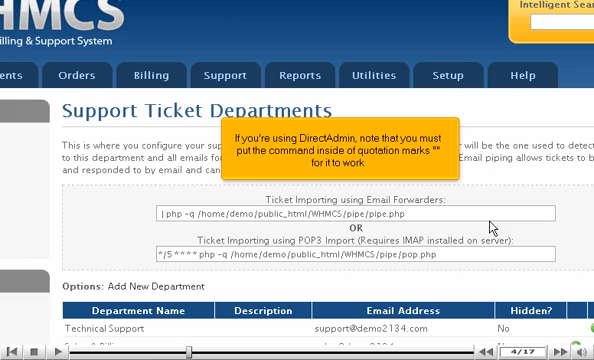 HMCS
illing & Support System
Intelligent Sear
ents Orders Billing Support Reports Utilities Setup Help
Support Ticket Departments
If you're using DirectAdmin, note that you must
put the command inside of quotation marks ""
for it to work
This is where you configure your sup
er will be the one used to detec
to this department and all emails for
Email piping allows tickets to b
and responded to by email and can
Ticket Importing using Email Forwarders:
| php -q /home/demo/public_html/WHMCS/pipe/pipe.php
OR
Ticket Importing using POP3 Import (Requires IMAP installed on server):
*/5 * * * * php -q /home/demo/public_html/WHMCS/pipe/pop.php
Options: Add New Department
Department Name Description Email Address Hidden?
Technical Support support@demo2134.com No
4/17